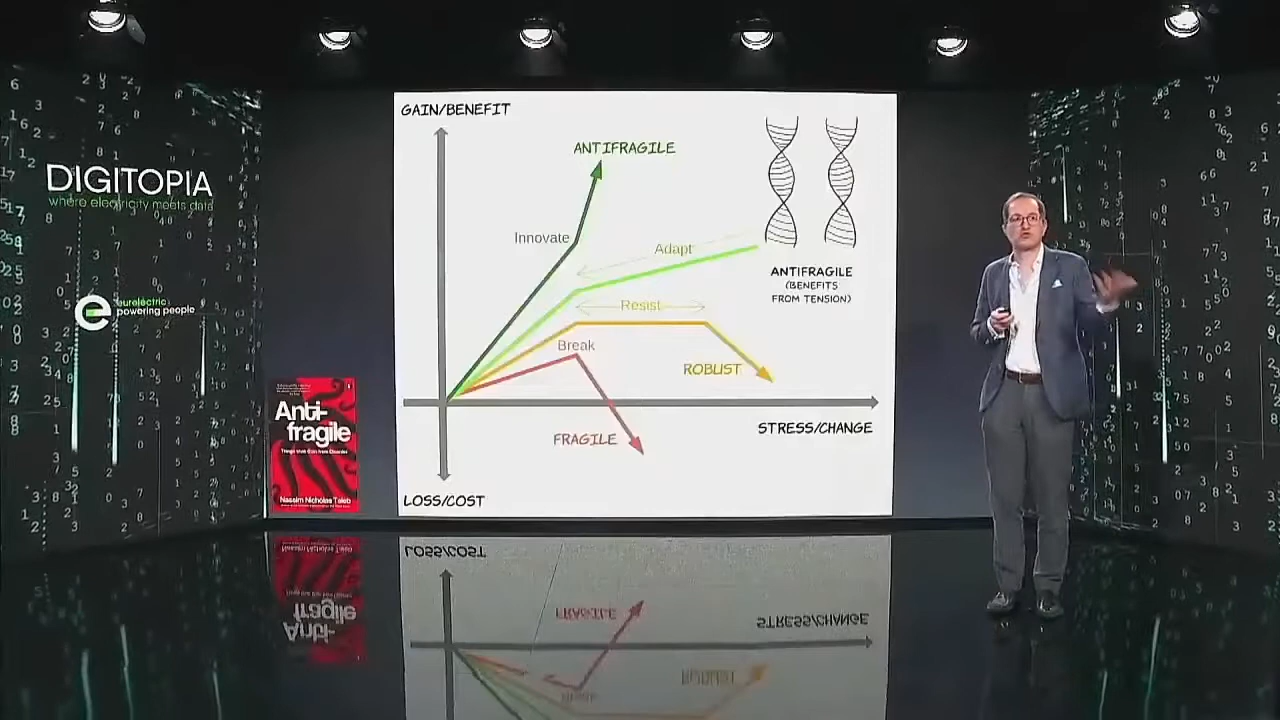 DIGITOPIA
where electricity meets data
eurelectric
powering people
Anti-
fragile
Things that Gain from Disorder
Nassim Nicholas Taleb
GAIN/BENEFIT
ANTIFRAGILE
Innovate
Adapt
Resist
Break
ROBUST
FRAGILE
STRESS/CHANGE
LOSS/COST
ANTIFRAGILE
(BENEFITS
FROM TENSION)